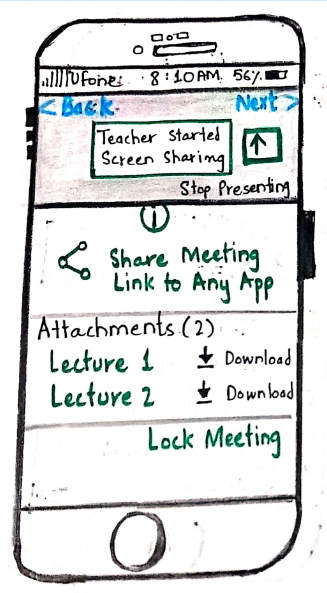 Ufone 8:10AM 56%
<Back Next>
Teacher Started
Screen Sharing
Stop Presenting
i
Share Meeting
Link to Any App
Attachments (2)
Lecture 1 Download
Lecture 2 Download
Lock Meeting